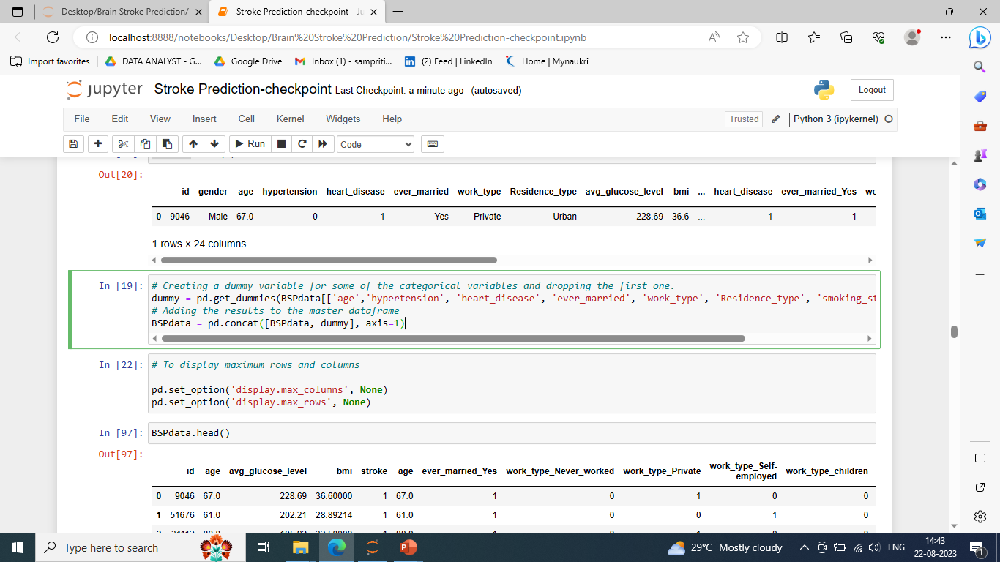 Desktop/Brain Stroke Prediction/
Stroke Prediction-checkpoint - Ju
localhost:8888/notebooks/Desktop/Brain%20Stroke%20Prediction/Stroke%20Prediction-checkpoint.ipynb
Import favorites DATA ANALYST - G... Google Drive Inbox (1) - sampriti... (2) Feed | LinkedIn Home | Mynaukri
jupyter Stroke Prediction-checkpoint Last Checkpoint: a minute ago (autosaved) Logout
File Edit View Insert Cell Kernel Widgets Help Trusted Python 3 (ipykernel)
Run Code
Out[20]:
id gender age hypertension heart_disease ever_married work_type Residence_type avg_glucose_level bmi ... heart_disease ever_married_Yes wo
0 9046 Male 67.0 0 1 Yes Private Urban 228.69 36.6 ... 1 1
1 rows × 24 columns
In [19]: # Creating a dummy variable for some of the categorical variables and dropping the first one.
dummy = pd.get_dummies(BSPdata[['age','hypertension', 'heart_disease', 'ever_married', 'work_type', 'Residence_type', 'smoking_st
# Adding the results to the master dataframe
BSPdata = pd.concat([BSPdata, dummy], axis=1)
In [22]: # To display maximum rows and columns
pd.set_option('display.max_columns', None)
pd.set_option('display.max_rows', None)
In [97]: BSPdata.head()
Out[97]:
id age avg_glucose_level bmi stroke age ever_married_Yes work_type_Never_worked work_type_Private work_type_Self-employed work_type_children
0 9046 67.0 228.69 36.60000 1 67.0 1 0 1 0 0
1 51676 61.0 202.21 28.89214 1 61.0 1 0 0 1 0
Type here to search
29°C Mostly cloudy
ENG
14:43
22-08-2023
1